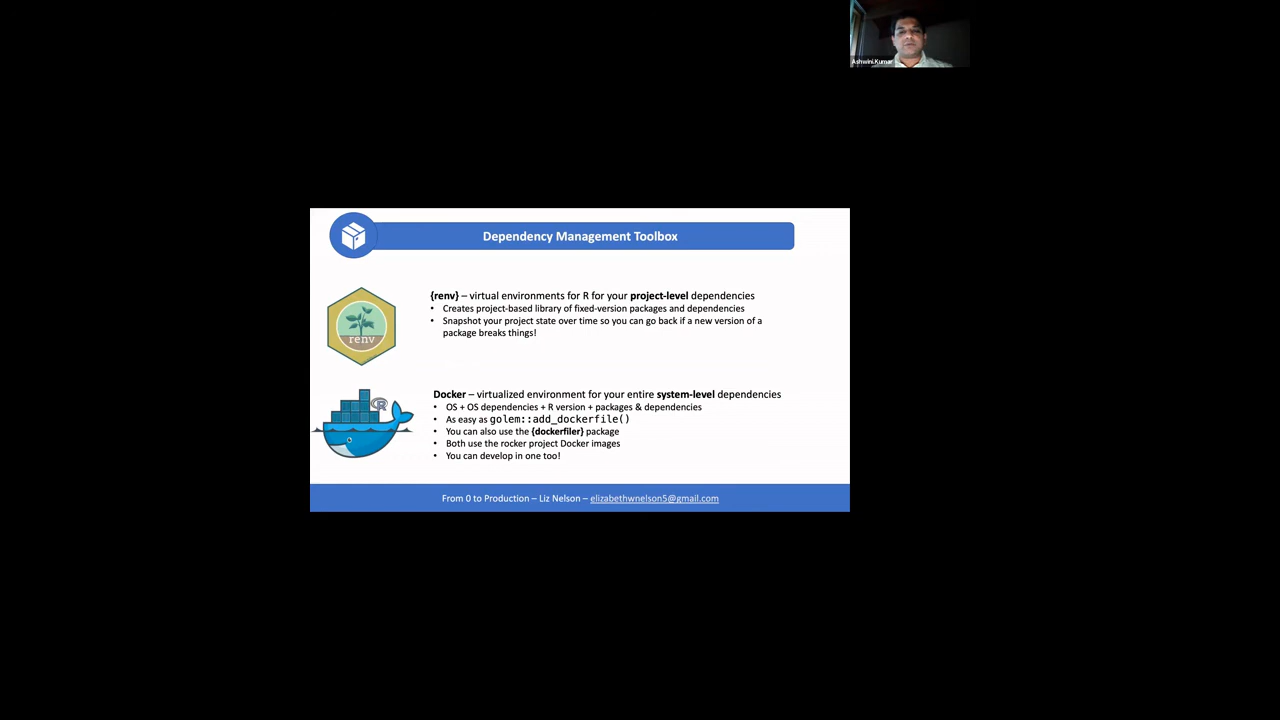 Ashwini.Kumar
Dependency Management Toolbox
{renv} – virtual environments for R for your project-level dependencies
• Creates project-based library of fixed-version packages and dependencies
• Snapshot your project state over time so you can go back if a new version of a
package breaks things!
renv
Docker – virtualized environment for your entire system-level dependencies
• OS + OS dependencies + R version + packages & dependencies
• As easy as golem::add_dockerfile()
• You can also use the {dockerfiler} package
• Both use the rocker project Docker images
• You can develop in one too!
R
From 0 to Production – Liz Nelson – elizabethwnelson5@gmail.com